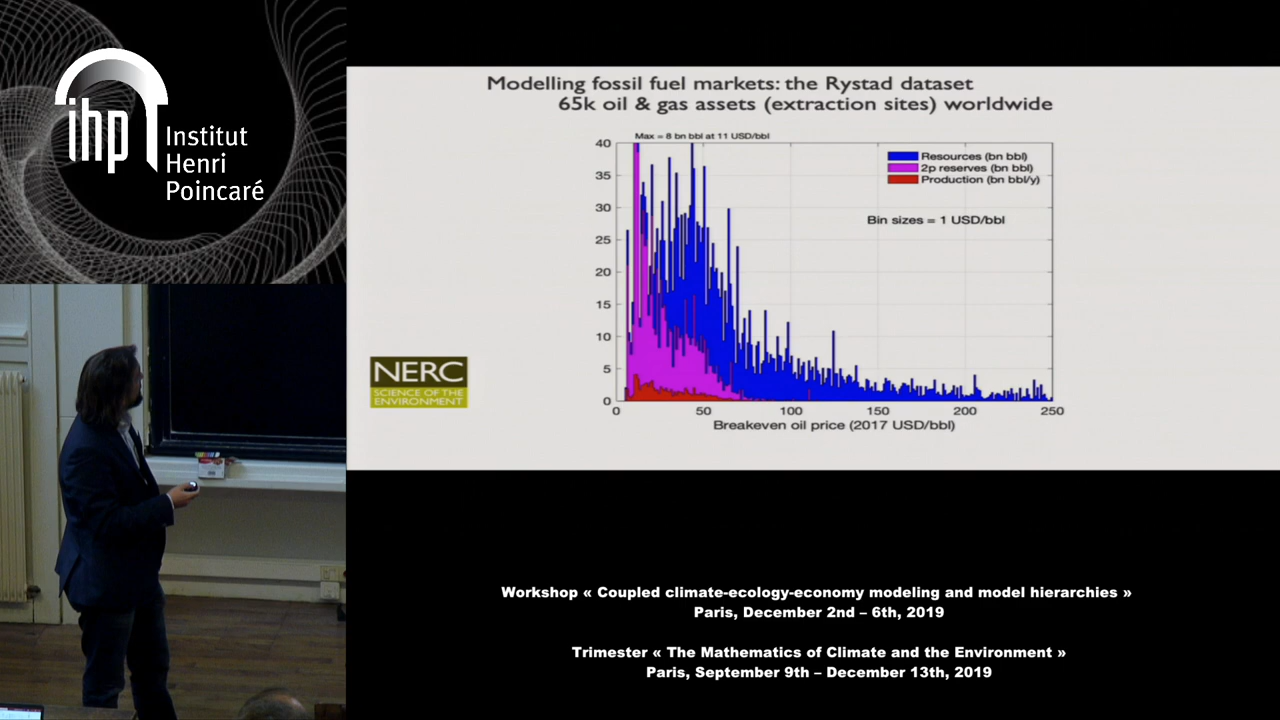 ihp
Institut
Henri
Poincaré
Modelling fossil fuel markets: the Rystad dataset
65k oil & gas assets (extraction sites) worldwide
Max = 8 bn bbl at 11 USD/bbl
40
35
30
25
20
15
10
5
0
Resources (bn bbl)
2p reserves (bn bbl)
Production (bn bbl/y)
Bin sizes = 1 USD/bbl
0 50 100 150 200 250
Breakeven oil price (2017 USD/bbl)
NERC
SCIENCE OF THE
ENVIRONMENT
Workshop « Coupled climate-ecology-economy modeling and model hierarchies »
Paris, December 2nd – 6th, 2019
Trimester « The Mathematics of Climate and the Environment »
Paris, September 9th – December 13th, 2019